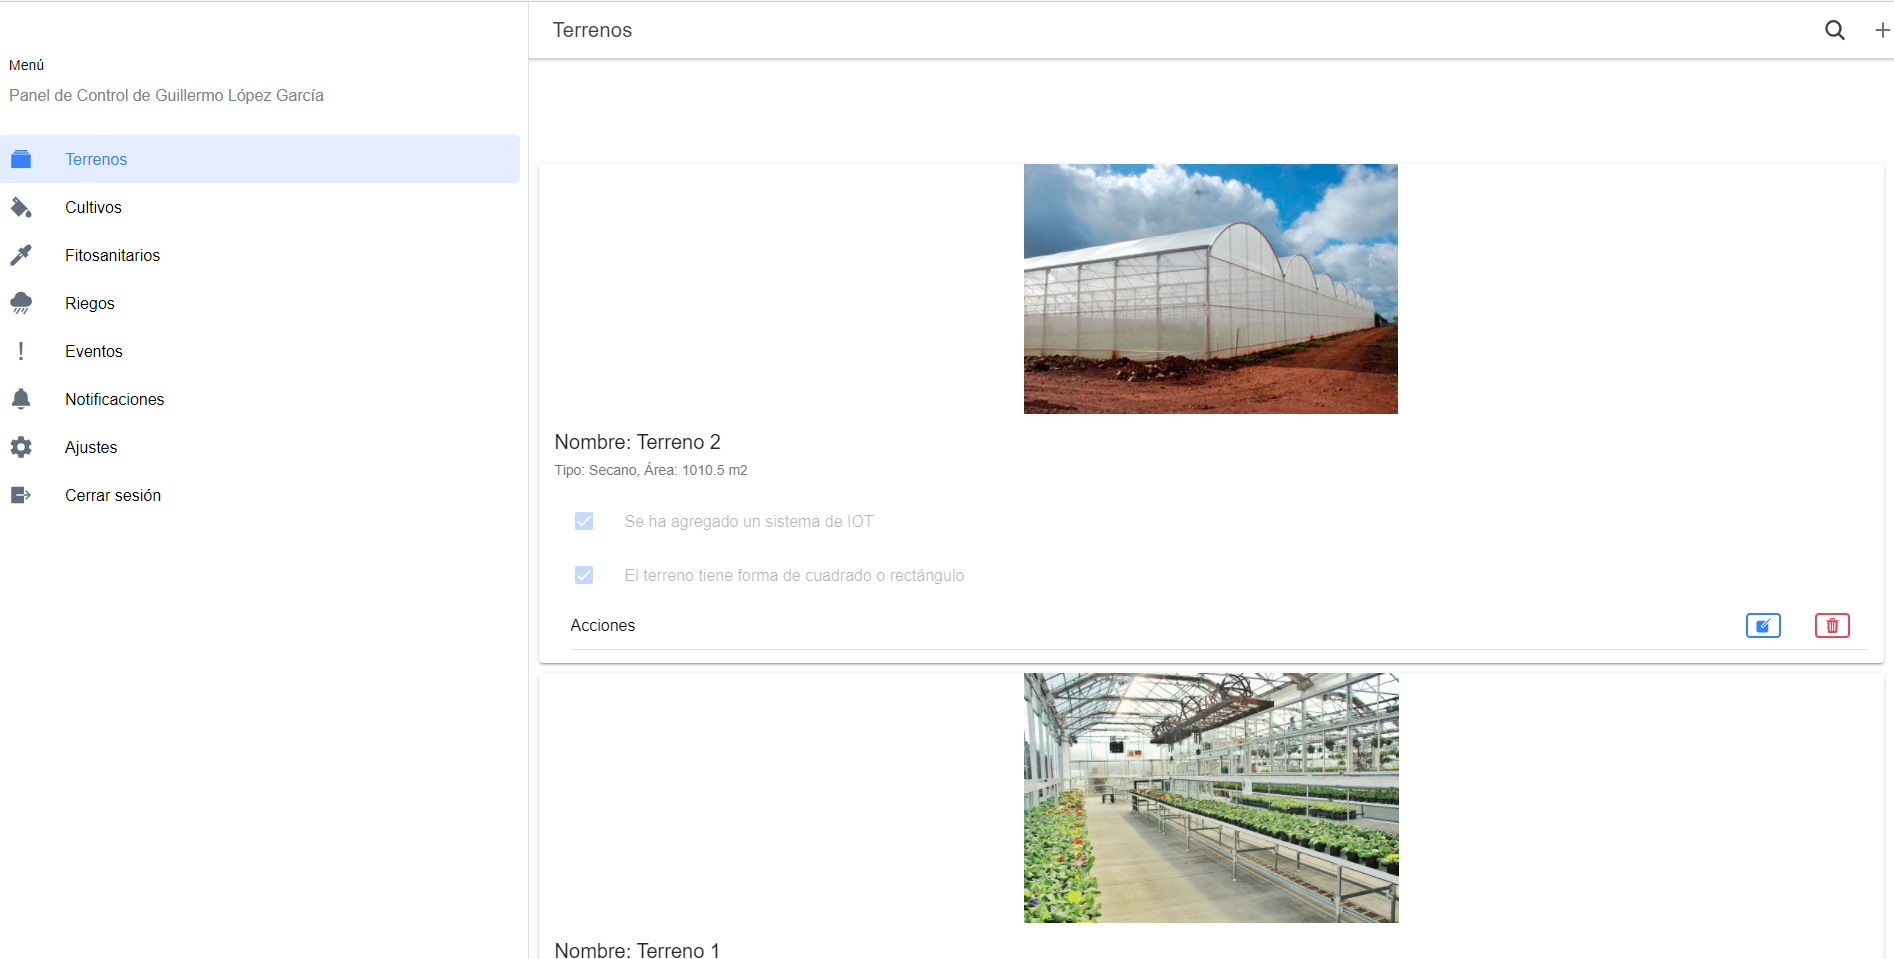 Menú
Panel de Control de Guillermo López García
Terrenos
Cultivos
Fitosanitarios
Riegos
Eventos
Notificaciones
Ajustes
Cerrar sesión
Terrenos
Nombre: Terreno 2
Tipo: Secano, Área: 1010.5 m2
Se ha agregado un sistema de IOT
El terreno tiene forma de cuadrado o rectángulo
Acciones
Nombre: Terreno 1